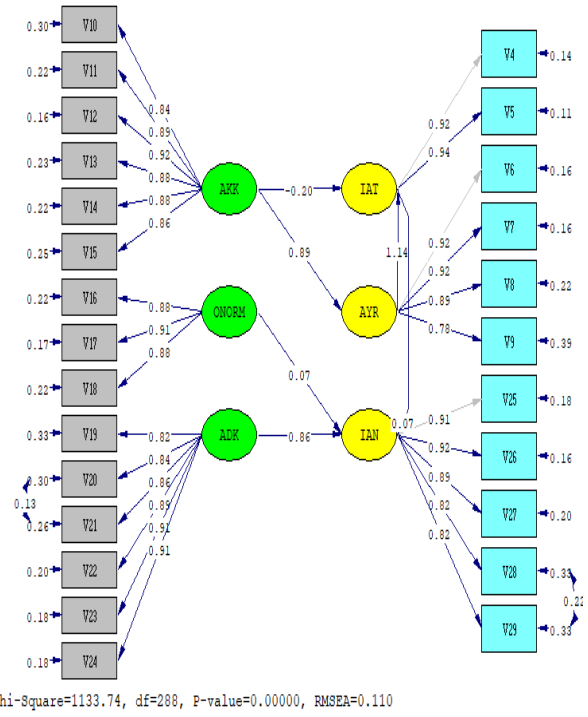 0.30 V10
0.22 V11
0.16 V12
0.23 V13
0.22 V14
0.25 V15
0.22 V16
0.17 V17
0.22 V18
0.33 V19
0.30 V20
0.13
0.26 V21
0.20 V22
0.18 V23
0.18 V24
0.84
0.89
0.92
0.88
0.88
0.86
0.88
0.91
0.88
0.82
0.84
0.86
0.89
0.91
0.91
AKK
ONORM
ADK
-0.20
0.89
0.07
0.86
IAT
1.14
AYR
0.07
IAN
0.92
0.94
0.92
0.92
0.89
0.78
0.91
0.92
0.89
0.82
0.82
V4 0.14
V5 0.11
V6 0.16
V7 0.16
V8 0.22
V9 0.39
V25 0.18
V26 0.16
V27 0.20
V28 0.33
0.22
V29 0.33
hi-Square=1133.74, df=288, P-value=0.00000, RMSEA=0.110